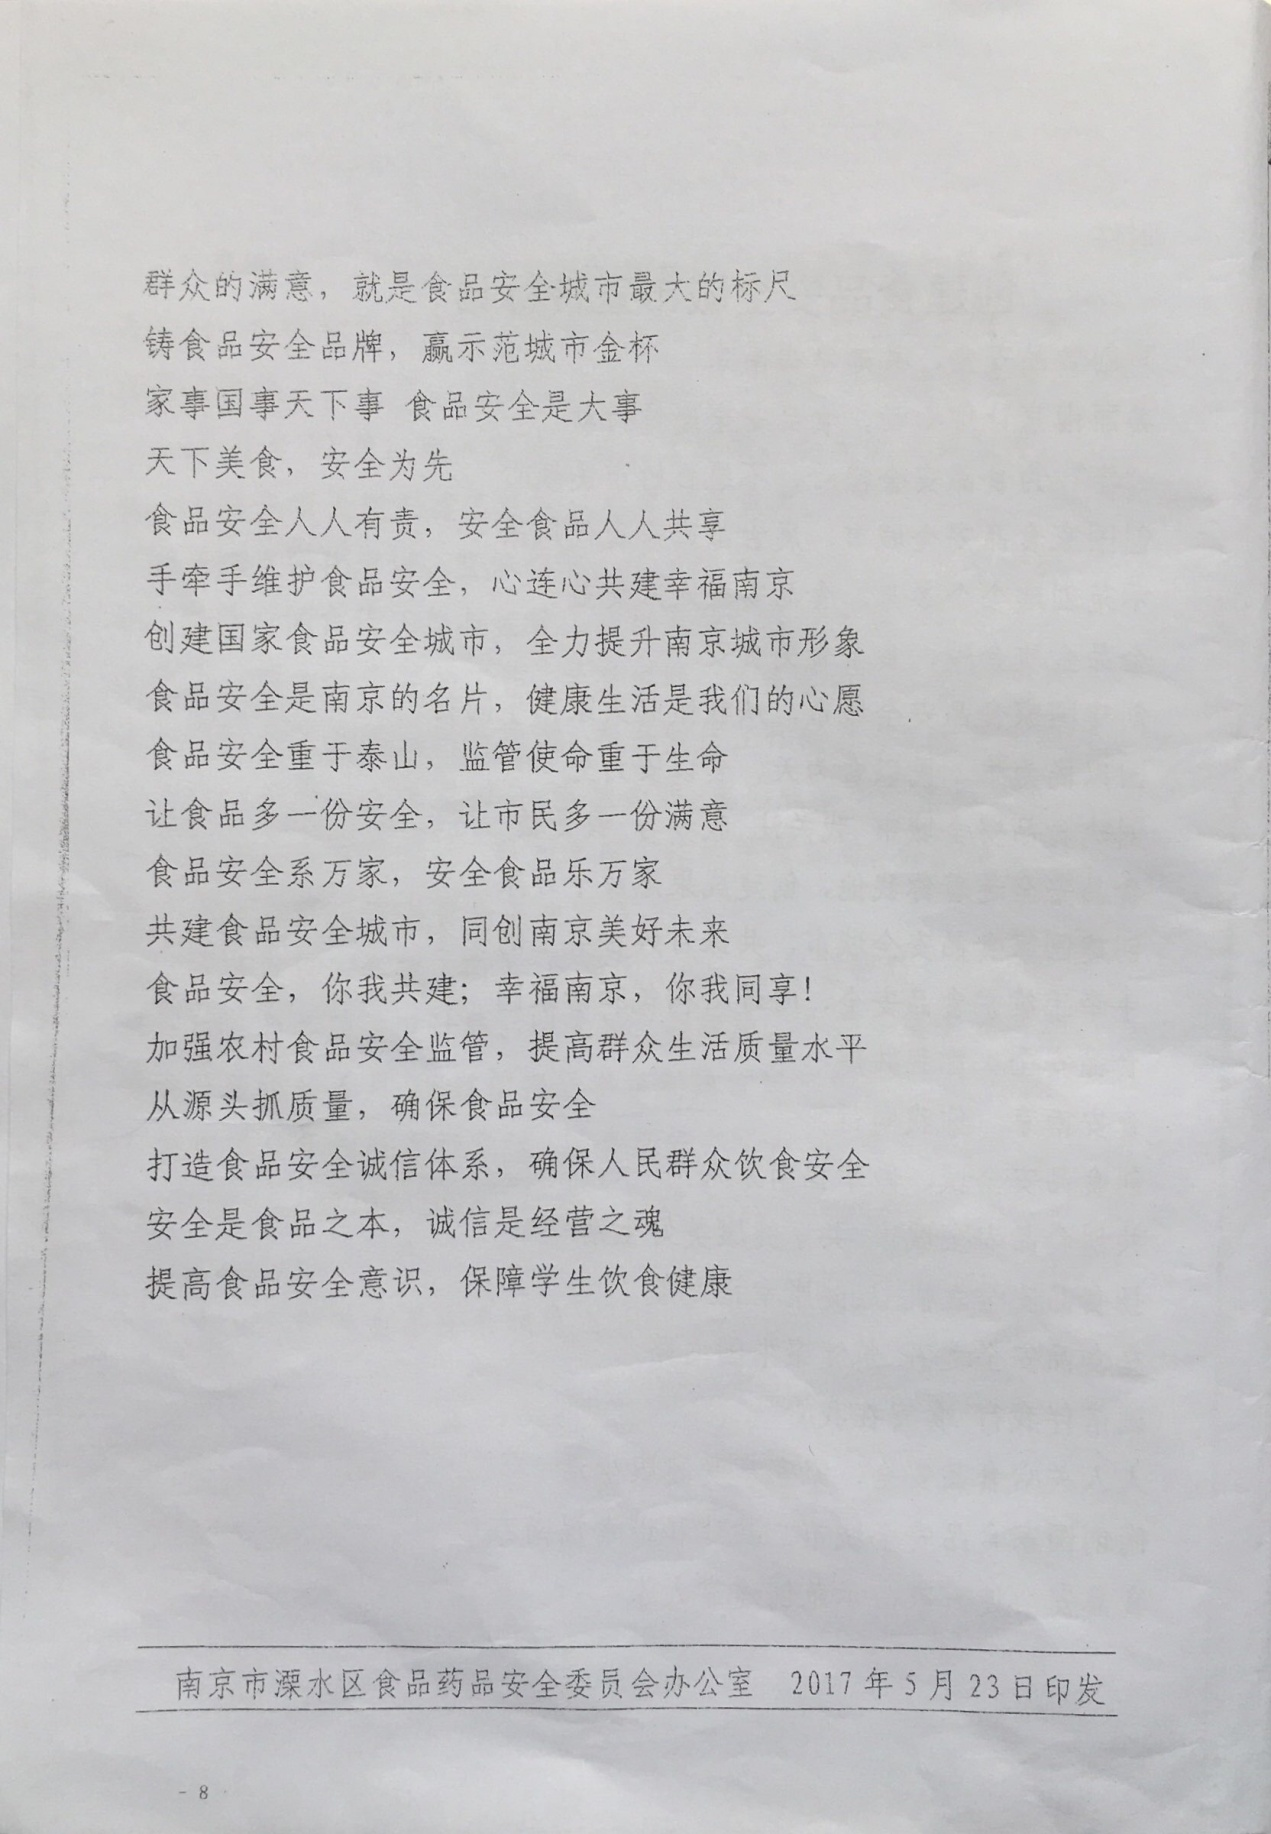 群众的满意，就是食品安全城市最大的标尺
铸食品安全品牌，赢示范城市金杯
家事国事天下事 食品安全是大事
天下美食，安全为先
食品安全人人有责，安全食品人人共享
手牵手维护食品安全，心连心共建幸福南京
创建国家食品安全城市，全力提升南京城市形象
食品安全是南京的名片，健康生活是我们的心愿
食品安全重于泰山，监管使命重于生命
让食品多一份安全，让市民多一份满意
食品安全系万家，安全食品乐万家
共建食品安全城市，同创南京美好未来
食品安全，你我共建；幸福南京，你我同享！
加强农村食品安全监管，提高群众生活质量水平
从源头抓质量，确保食品安全
打造食品安全诚信体系，确保人民群众饮食安全
安全是食品之本，诚信是经营之魂
提高食品安全意识，保障学生饮食健康
南京市溧水区食品药品安全委员会办公室 2017年5月23日印发
- 8